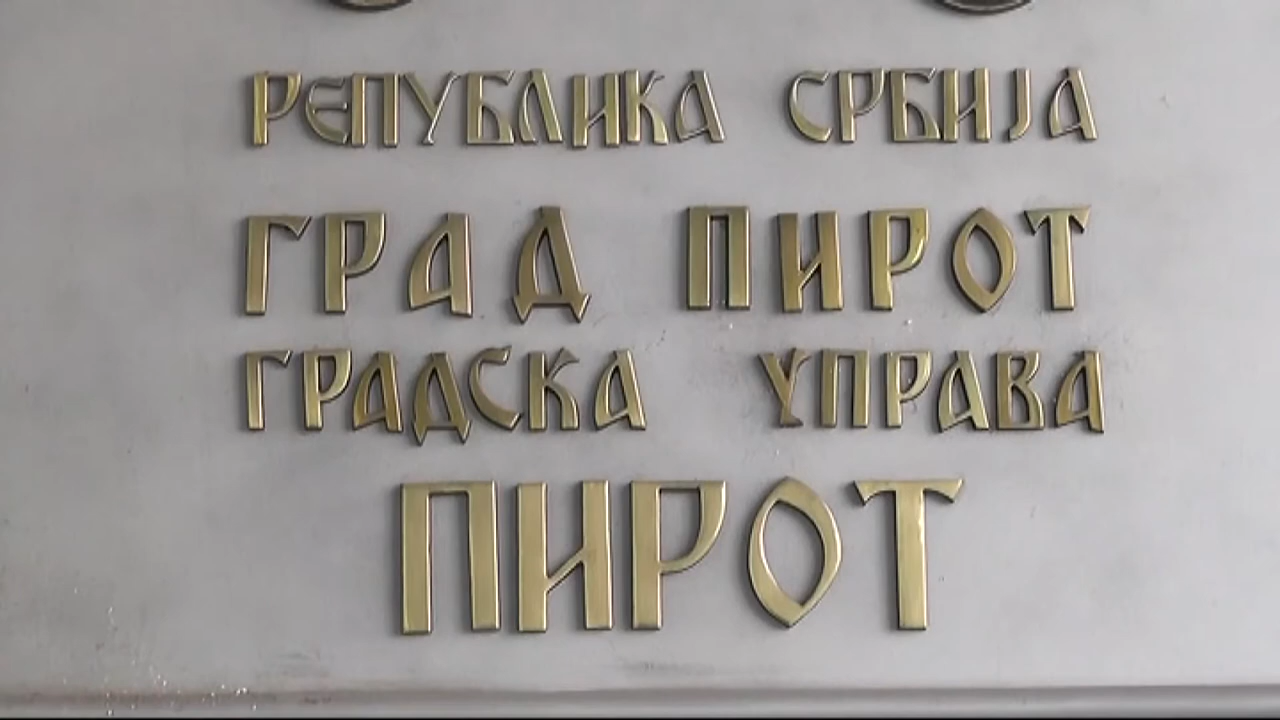 РЕПУБЛИКА СРБИЈА
ГРАД ПИРОТ
ГРАДСКА УПРАВА
ПИРОТ